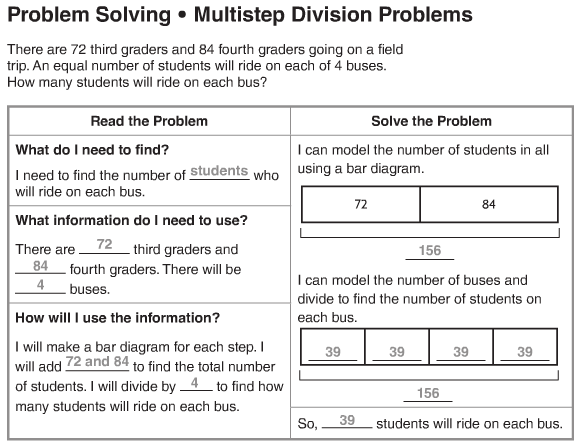 Problem Solving • Multistep Division Problems
There are 72 third graders and 84 fourth graders going on a field
trip. An equal number of students will ride on each of 4 buses.
How many students will ride on each bus?
Read the Problem
What do I need to find?
I need to find the number of students who
will ride on each bus.
What information do I need to use?
There are 72 third graders and
84 fourth graders. There will be
4 buses.
How will I use the information?
I will make a bar diagram for each step. I
will add 72 and 84 to find the total number
of students. I will divide by 4 to find how
many students will ride on each bus.
Solve the Problem
I can model the number of students in all
using a bar diagram.
72 84
156
I can model the number of buses and
divide to find the number of students on
each bus.
39 39 39 39
156
So, 39 students will ride on each bus.